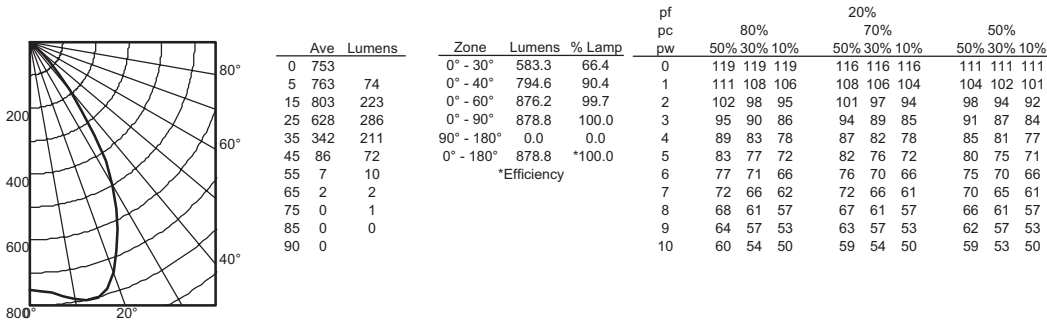 pf 20%
pc 80% 70% 50%
pw 50% 30% 10% 50% 30% 10% 50% 30% 10%
0 119 119 119 116 116 116 111 111 111
1 111 108 106 108 106 104 104 102 101
2 102 98 95 101 97 94 98 94 92
3 95 90 86 94 89 85 91 87 84
4 89 83 78 87 82 78 85 81 77
5 83 77 72 82 76 72 80 75 71
6 77 71 66 76 70 66 75 70 66
7 72 66 62 72 66 61 70 65 61
8 68 61 57 67 61 57 66 61 57
9 64 57 53 63 57 53 62 57 53
10 60 54 50 59 54 50 59 53 50
Zone Lumens % Lamp
0° - 30° 583.3 66.4
0° - 40° 794.6 90.4
0° - 60° 876.2 99.7
0° - 90° 878.8 100.0
90° - 180° 0.0 0.0
0° - 180° 878.8 *100.0
*Efficiency
Ave Lumens
0 753
5 763 74
15 803 223
25 628 286
35 342 211
45 86 72
55 7 10
65 2 2
75 0 1
85 0 0
90 0
80°
200
60°
400
600
40°
800
0° 20°